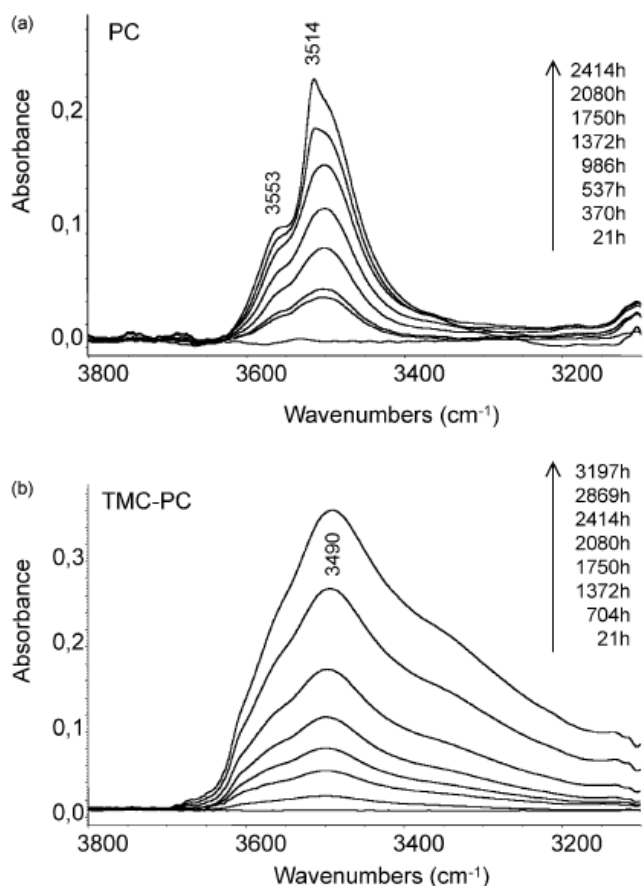 (a)
PC
3514
3553
2414h
2080h
1750h
1372h
986h
537h
370h
21h
0,2
0,1
0,0
Absorbance
3800
3600
3400
3200
Wavenumbers (cm⁻¹)
(b)
TMC-PC
3490
3197h
2869h
2414h
2080h
1750h
1372h
704h
21h
0,3
0,2
0,1
0,0
Absorbance
3800
3600
3400
3200
Wavenumbers (cm⁻¹)